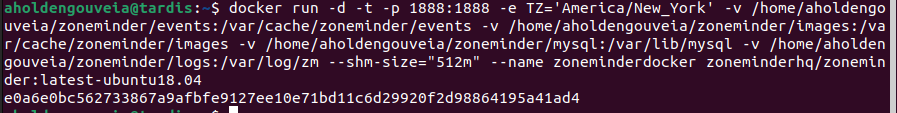 aholdengouveia@tardis:~$ docker run -d -t -p 1888:1888 -e TZ='America/New_York' -v /home/aholdengo
uveia/zoneminder/events:/var/cache/zoneminder/events -v /home/aholdengouveia/zoneminder/images:/va
r/cache/zoneminder/images -v /home/aholdengouveia/zoneminder/mysql:/var/lib/mysql -v /home/aholden
gouveia/zoneminder/logs:/var/log/zm --shm-size="512m" --name zoneminderdocker zoneminderhq/zonemin
der:latest-ubuntu18.04
e0a6e0bc562733867a9afbfe9127ee10e71bd11c6d29920f2d98864195a41ad4
aholdengouveia@tardis:~$